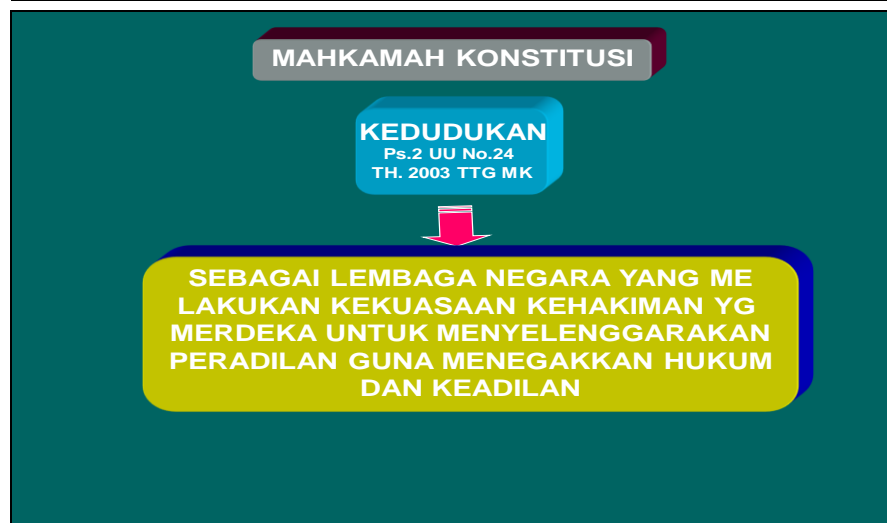 MAHKAMAH KONSTITUSI
KEDUDUKAN
Ps.2 UU No.24
TH. 2003 TTG MK
SEBAGAI LEMBAGA NEGARA YANG ME
LAKUKAN KEKUASAAN KEHAKIMAN YG
MERDEKA UNTUK MENYELENGGARAKAN
PERADILAN GUNA MENEGAKKAN HUKUM
DAN KEADILAN